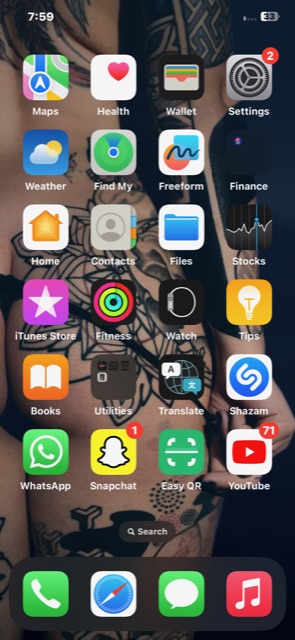 7:59
33
2
Maps Health Wallet Settings
Weather Find My Freeform Finance
Home Contacts Files Stocks
iTunes Store Fitness Watch Tips
Books Utilities Translate Shazam
A 文
1 71
WhatsApp Snapchat Easy QR YouTube
Search